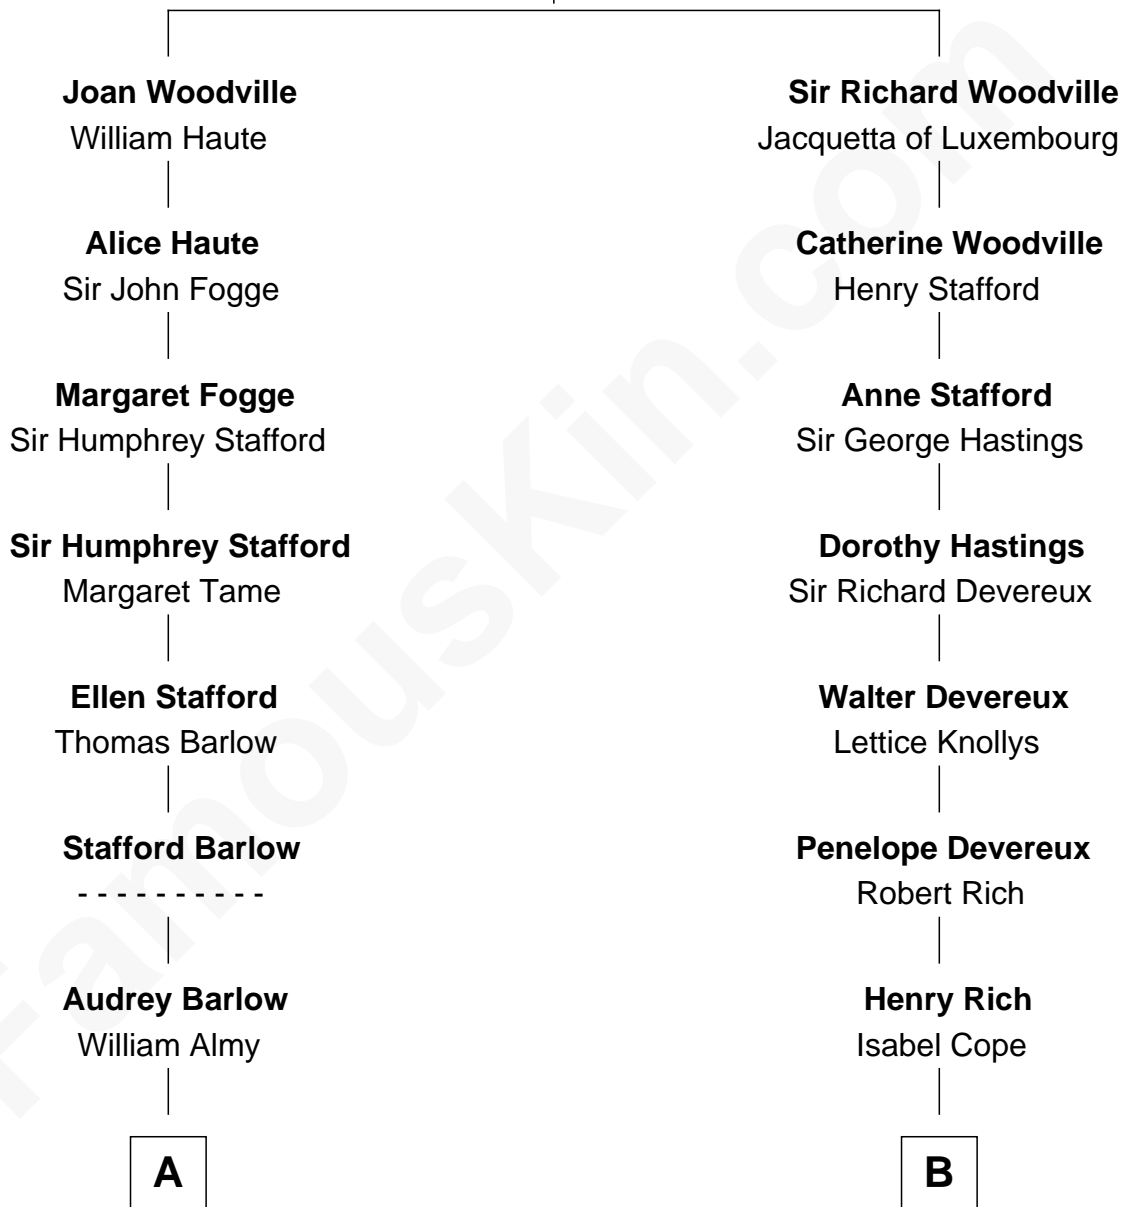 Joan Woodville
William Haute
Sir Richard Woodville
Jacquetta of Luxembourg
Alice Haute
Sir John Fogge
Catherine Woodville
Henry Stafford
Margaret Fogge
Sir Humphrey Stafford
Anne Stafford
Sir George Hastings
Sir Humphrey Stafford
Margaret Tame
Dorothy Hastings
Sir Richard Devereux
Ellen Stafford
Thomas Barlow
Walter Devereux
Lettice Knollys
Stafford Barlow
- - - - - - - - - -
Penelope Devereux
Robert Rich
Audrey Barlow
William Almy
Henry Rich
Isabel Cope
A
B
FamousKin.com